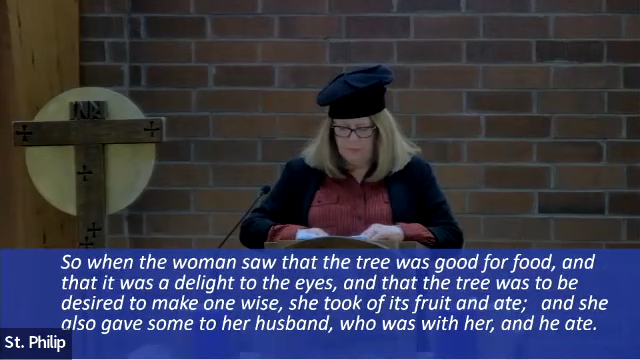 So when the woman saw that the tree was good for food, and
that it was a delight to the eyes, and that the tree was to be
desired to make one wise, she took of its fruit and ate;   and she
also gave some to her husband, who was with her, and he ate.
St. Philip